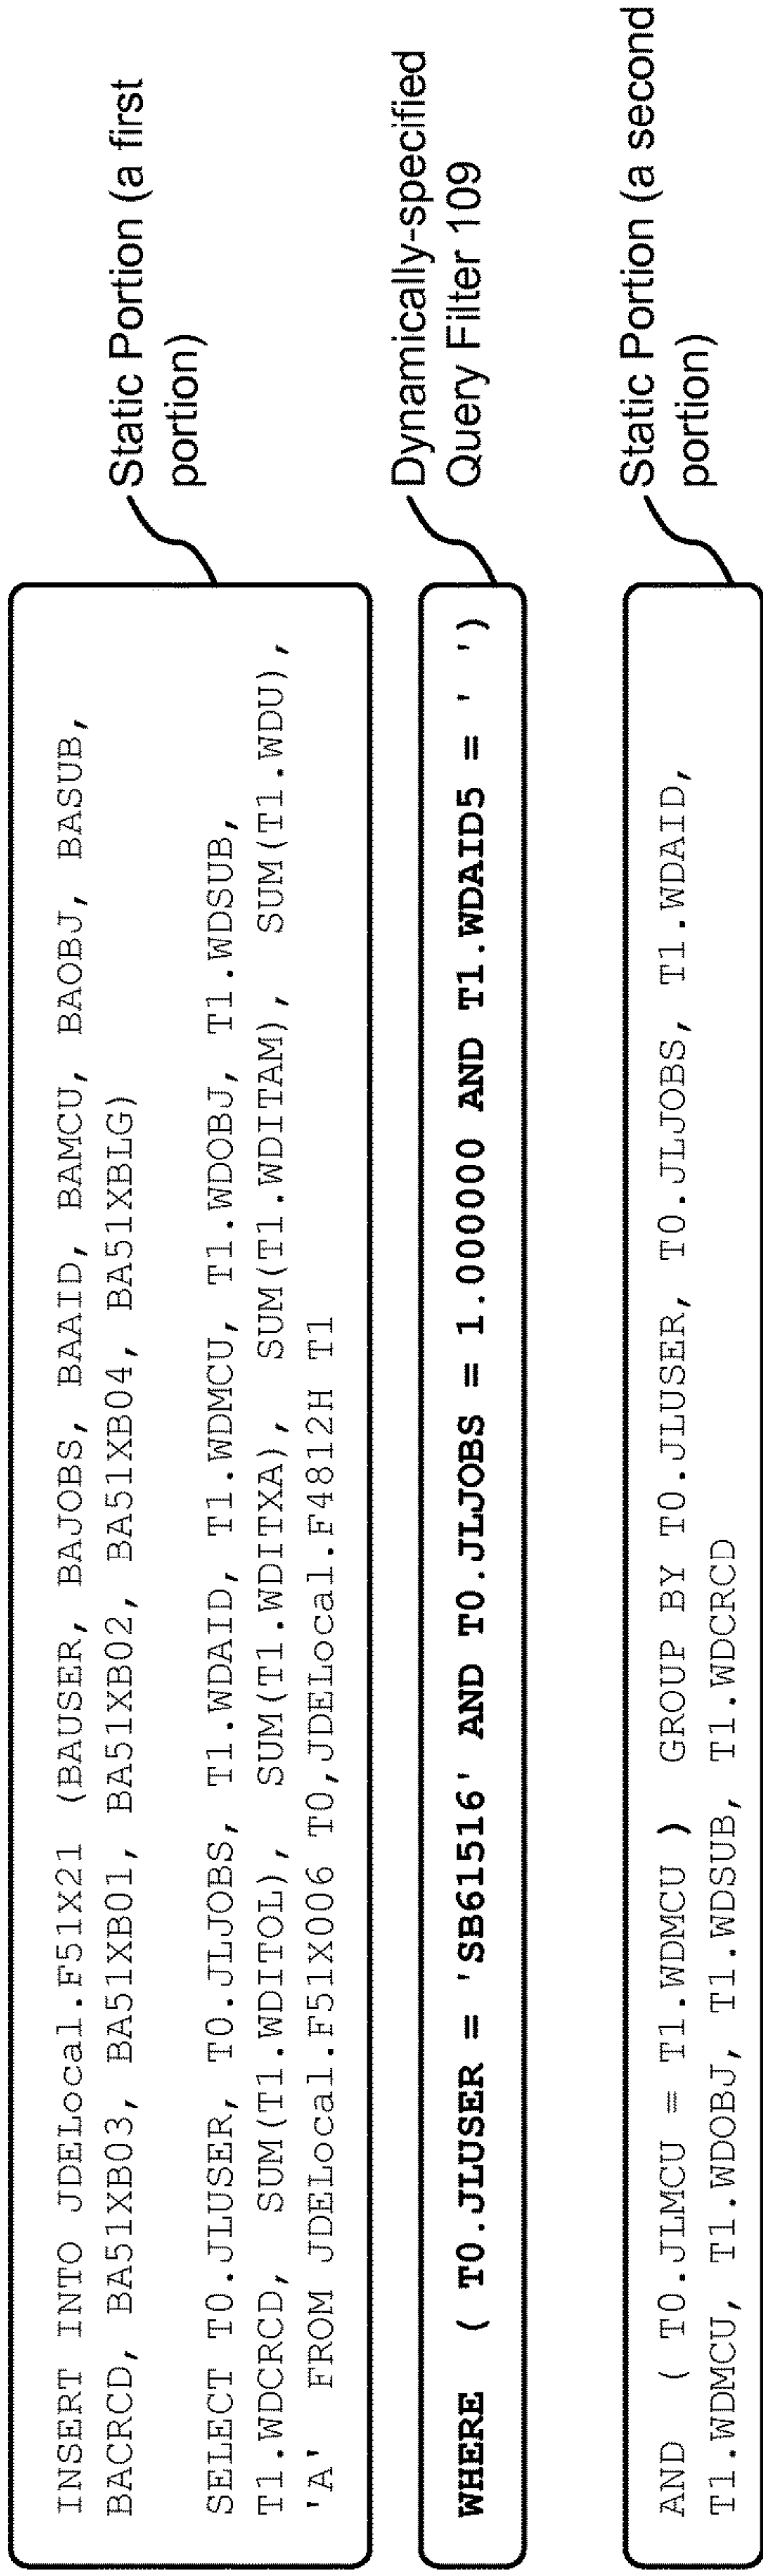 INSERT INTO JDELocal.F51X21 (BAUSER, BAJOBS, BAAID, BAMCU, BAOBJ, BASUB,
BACRCD, BA51XB03, BA51XB01, BA51XB02, BA51XB04, BA51XBLG)
SELECT T0.JLUSER, T0.JLJOBS, T1.WDAID, T1.WDMCU, T1.WDOBJ, T1.WDSUB,
T1.WDCRCD, SUM(T1.WDITOL), SUM(T1.WDITXA), SUM(T1.WDITAM), SUM(T1.WDU),
'A' FROM JDELocal.F51X006 T0,JDELocal.F4812H T1
Static Portion (a first
portion)
WHERE ( T0.JLUSER = 'SB61516' AND T0.JLJOBS = 1.000000 AND T1.WDAID5 = ' ')
Dynamically-specified
Query Filter 109
AND ( T0.JLMCU = T1.WDMCU ) GROUP BY T0.JLUSER, T0.JLJOBS, T1.WDAID,
T1.WDMCU, T1.WDOBJ, T1.WDSUB, T1.WDCRCD
Static Portion (a second
portion)